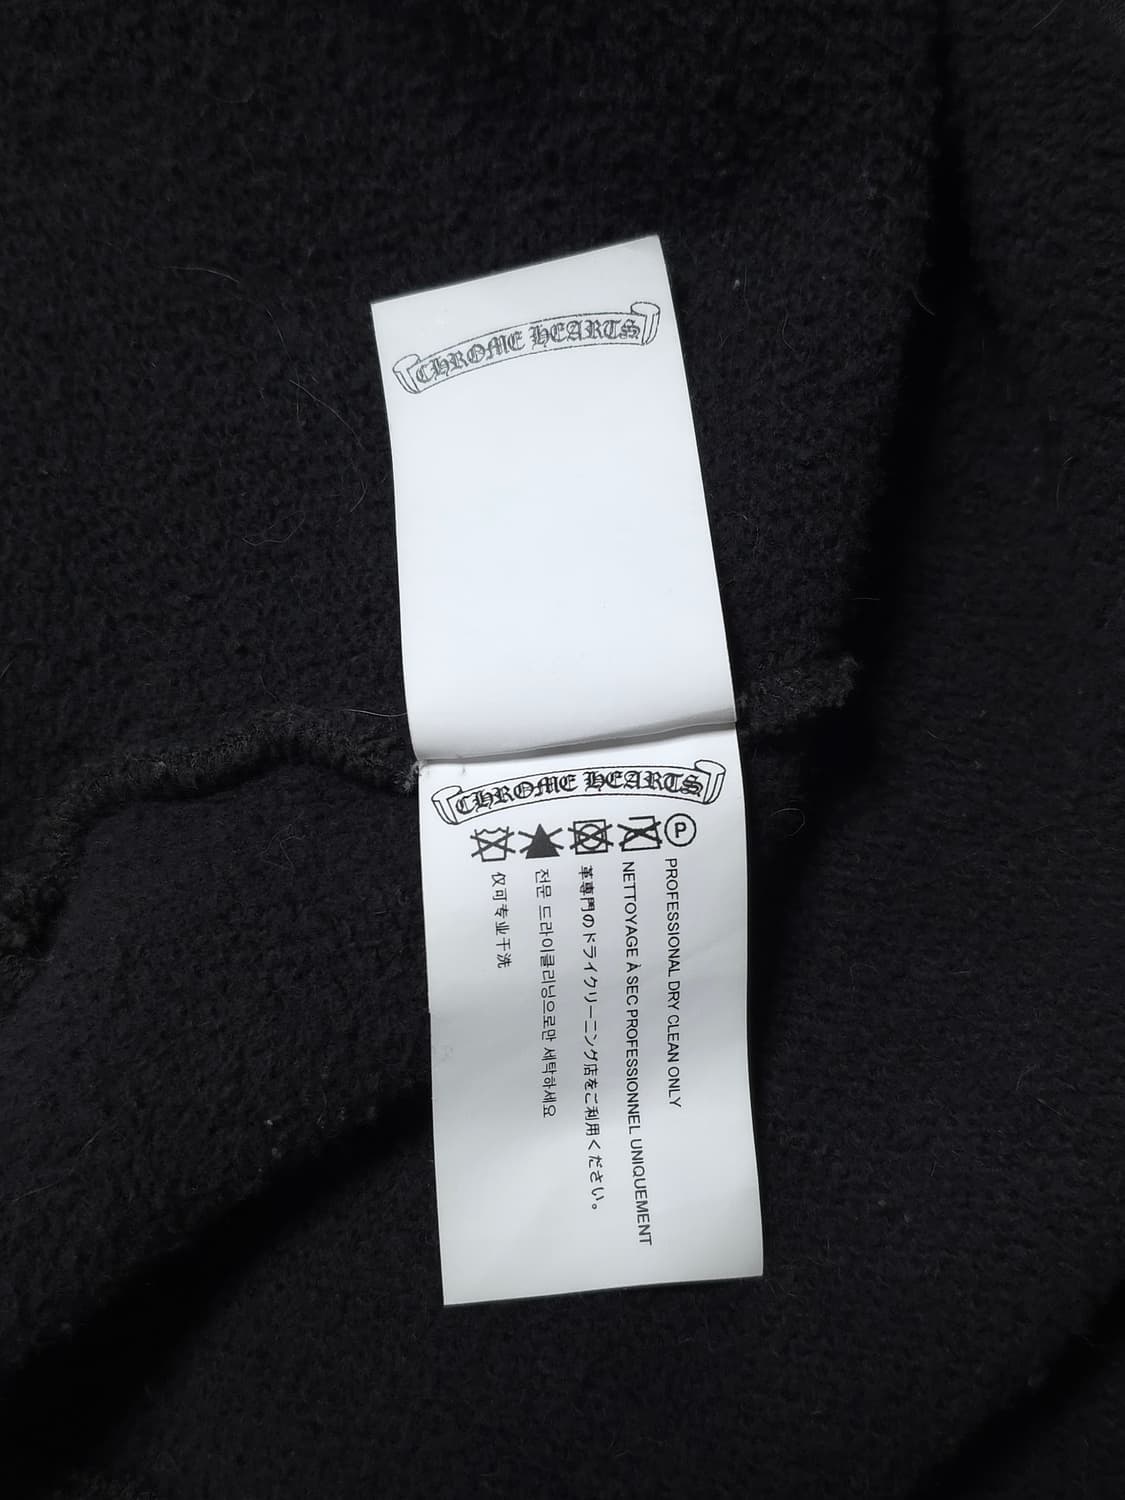 CHROME HEARTS
CHROME HEARTS
P
PROFESSIONAL DRY CLEAN ONLY
NETTOYAGE À SEC PROFESSIONNEL UNIQUEMENT
革専門のドライクリーニング店をご利用ください。
전문 드라이클리닝으로만 세탁하세요
仅可专业干洗